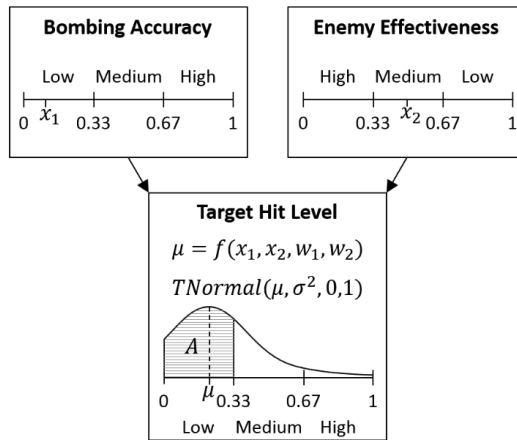 Bombing Accuracy
Low Medium High
x₁
0 0.33 0.67 1
Enemy Effectiveness
High Medium Low
x₂
0 0.33 0.67 1
Target Hit Level
μ = f(x₁, x₂, w₁, w₂)
TNormal(μ, σ², 0,1)
A
μ
0 0.33 0.67 1
Low Medium High